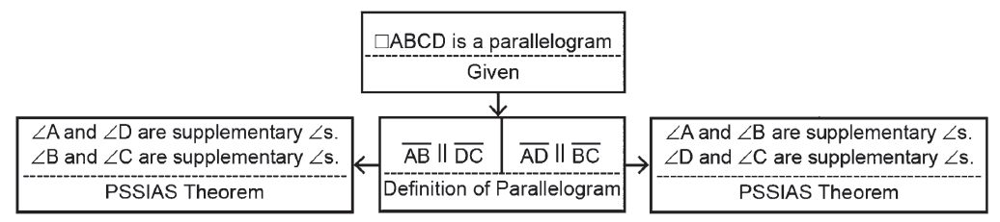 □ABCD is a parallelogram
Given
∠A and ∠D are supplementary ∠s.
∠B and ∠C are supplementary ∠s.
PSSIAS Theorem
AB || DC
AD || BC
Definition of Parallelogram
∠A and ∠B are supplementary ∠s.
∠D and ∠C are supplementary ∠s.
PSSIAS Theorem